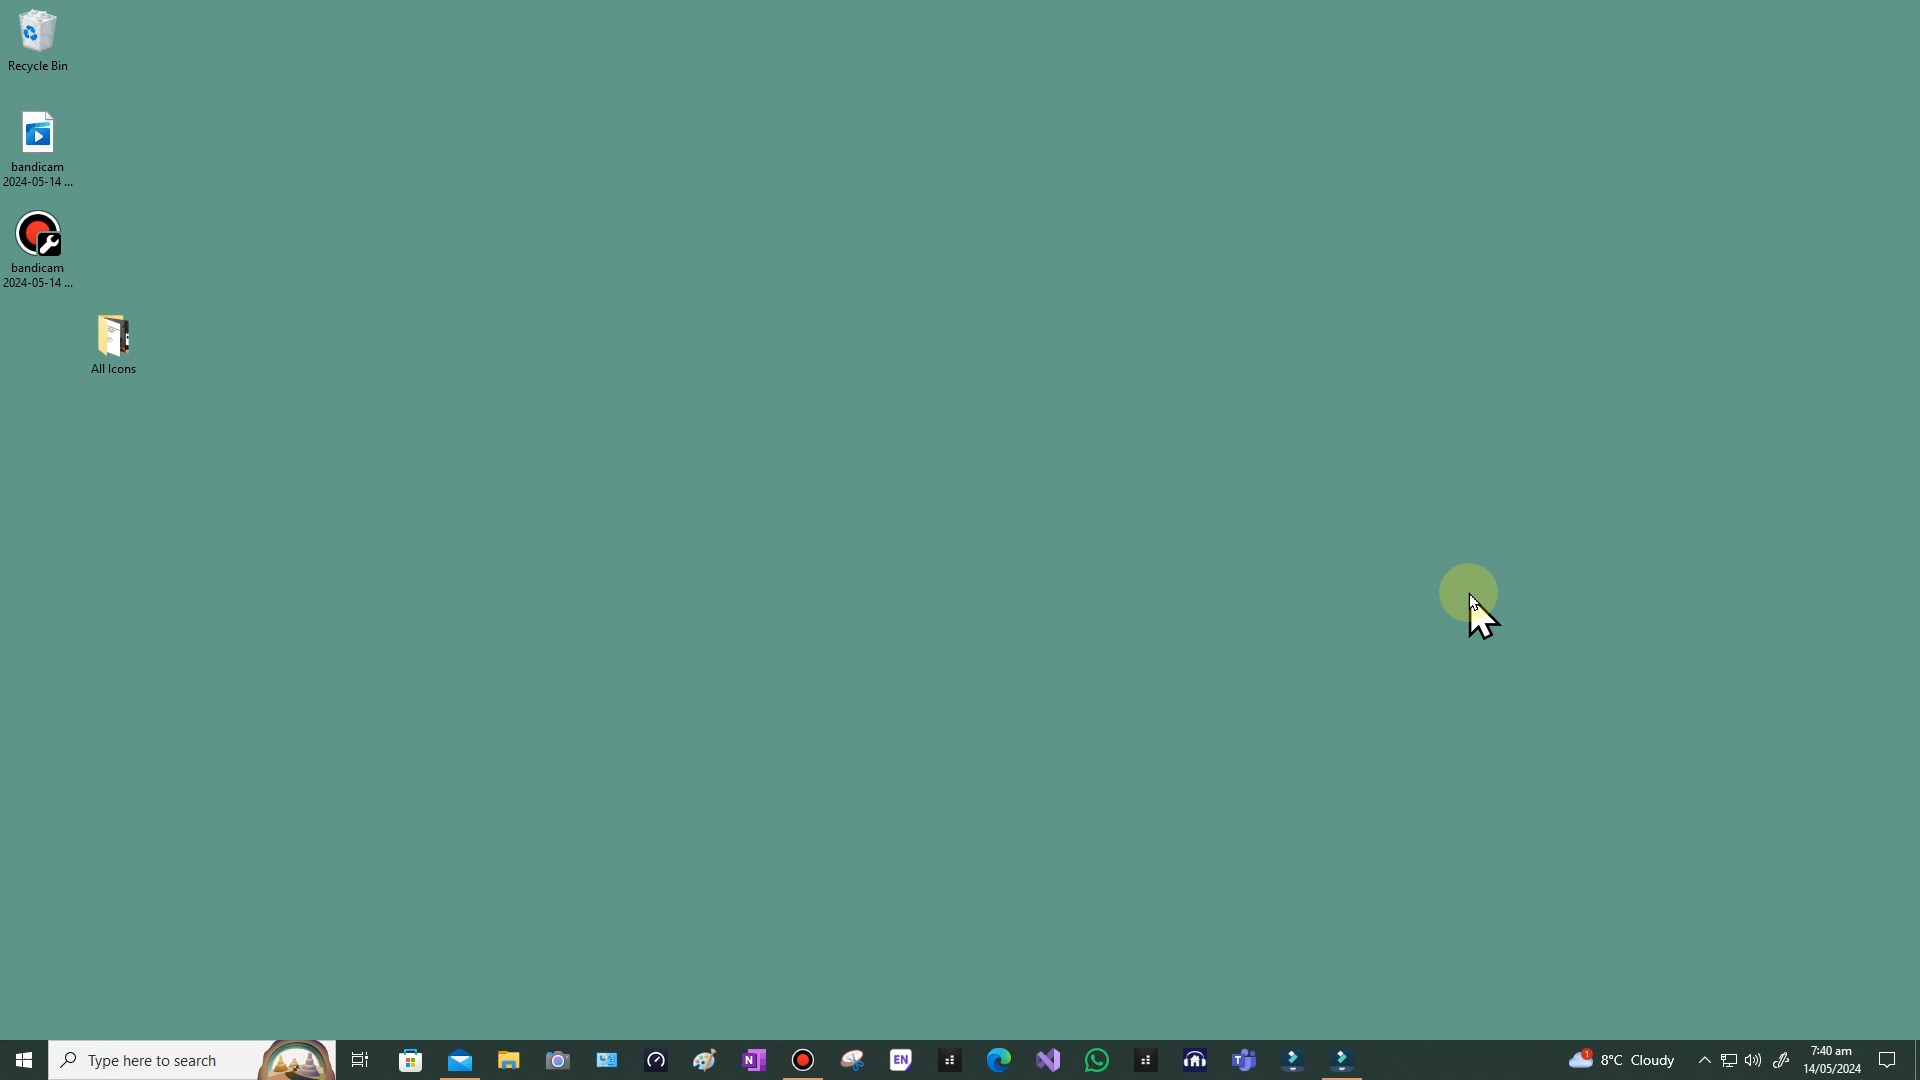 Recycle Bin
bandicam
2024-05-14 ...
bandicam
2024-05-14 ...
All Icons
Type here to search
N
EN
T
1
8°C Cloudy
7:40 am
14/05/2024